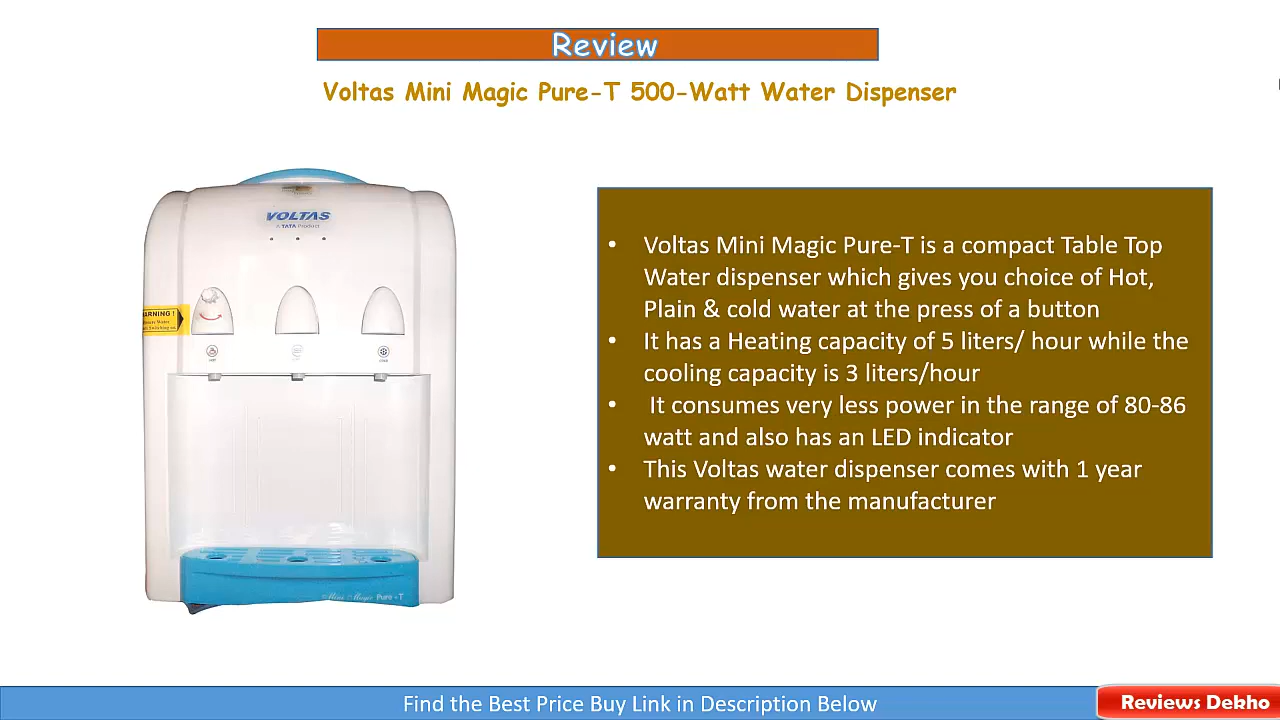 Review
Voltas Mini Magic Pure-T 500-Watt Water Dispenser
VOLTAS
A TATA Product
WARNING !
• Voltas Mini Magic Pure-T is a compact Table Top
Water dispenser which gives you choice of Hot,
Plain & cold water at the press of a button
• It has a Heating capacity of 5 liters/ hour while the
cooling capacity is 3 liters/hour
• It consumes very less power in the range of 80-86
watt and also has an LED indicator
• This Voltas water dispenser comes with 1 year
warranty from the manufacturer
Mini Magic Pure-T
Find the Best Price Buy Link in Description Below
Reviews Dekho